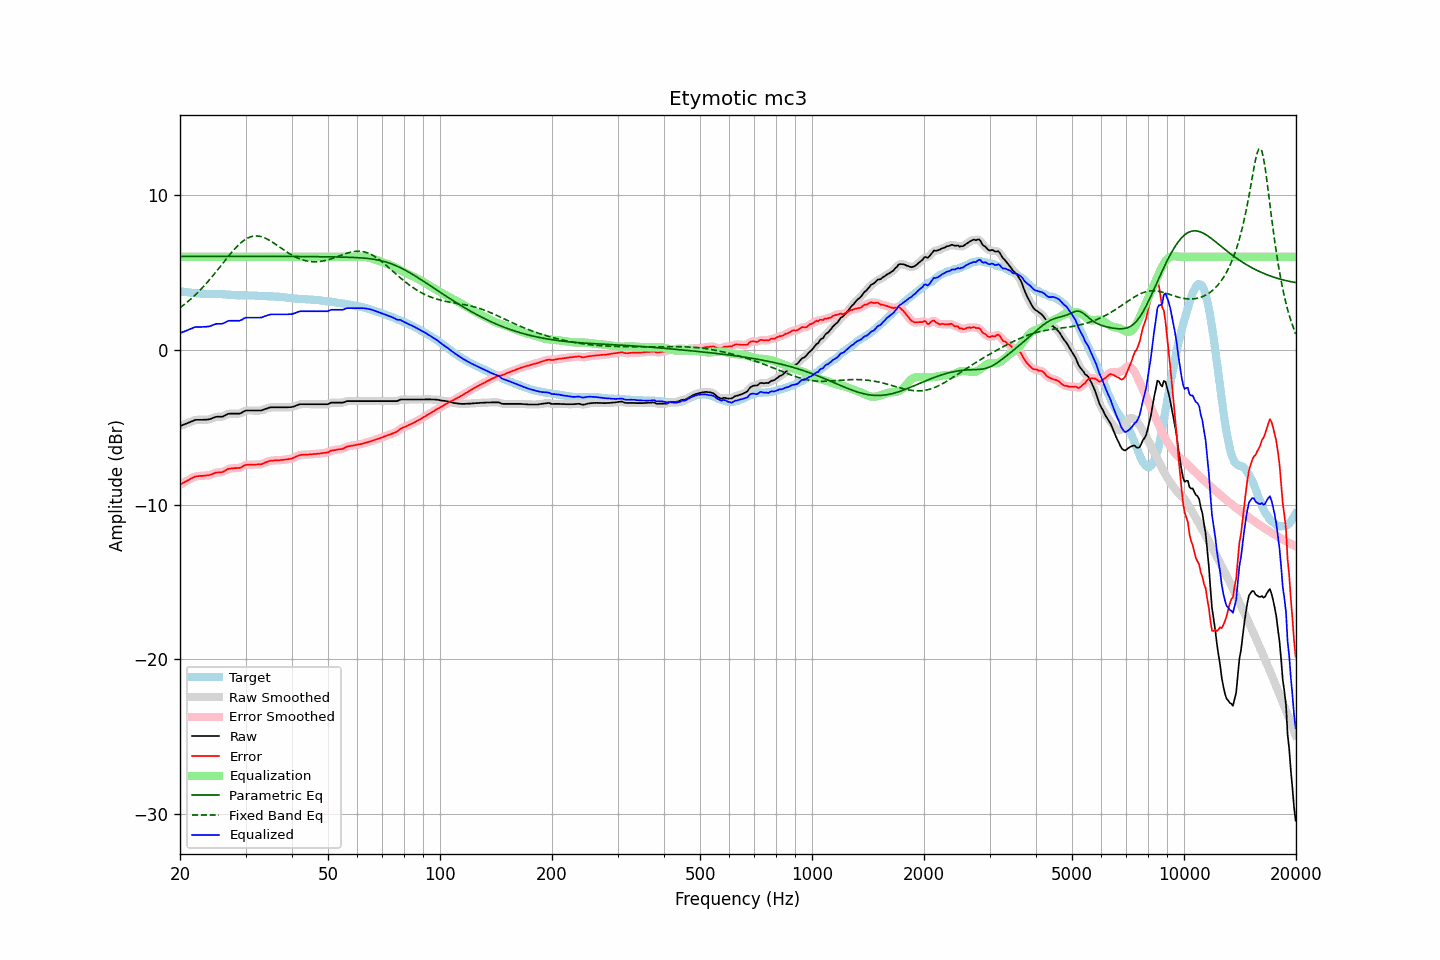 Etymotic mc3
Amplitude (dBr)
10
0
−10
−20
−30
Target
Raw Smoothed
Error Smoothed
Raw
Error
Equalization
Parametric Eq
Fixed Band Eq
Equalized
20 50 100 200 500 1000 2000 5000 10000 20000
Frequency (Hz)